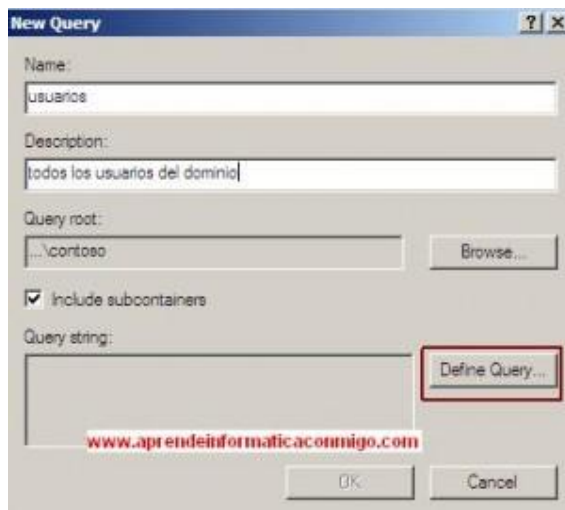 New Query
Name:
usuarios
Description:
todos los usuarios del dominio
Query root:
...\contoso
Browse...
Include subcontainers
Query string:
Define Query...
www.aprendeinformaticaconmigo.com
OK
Cancel